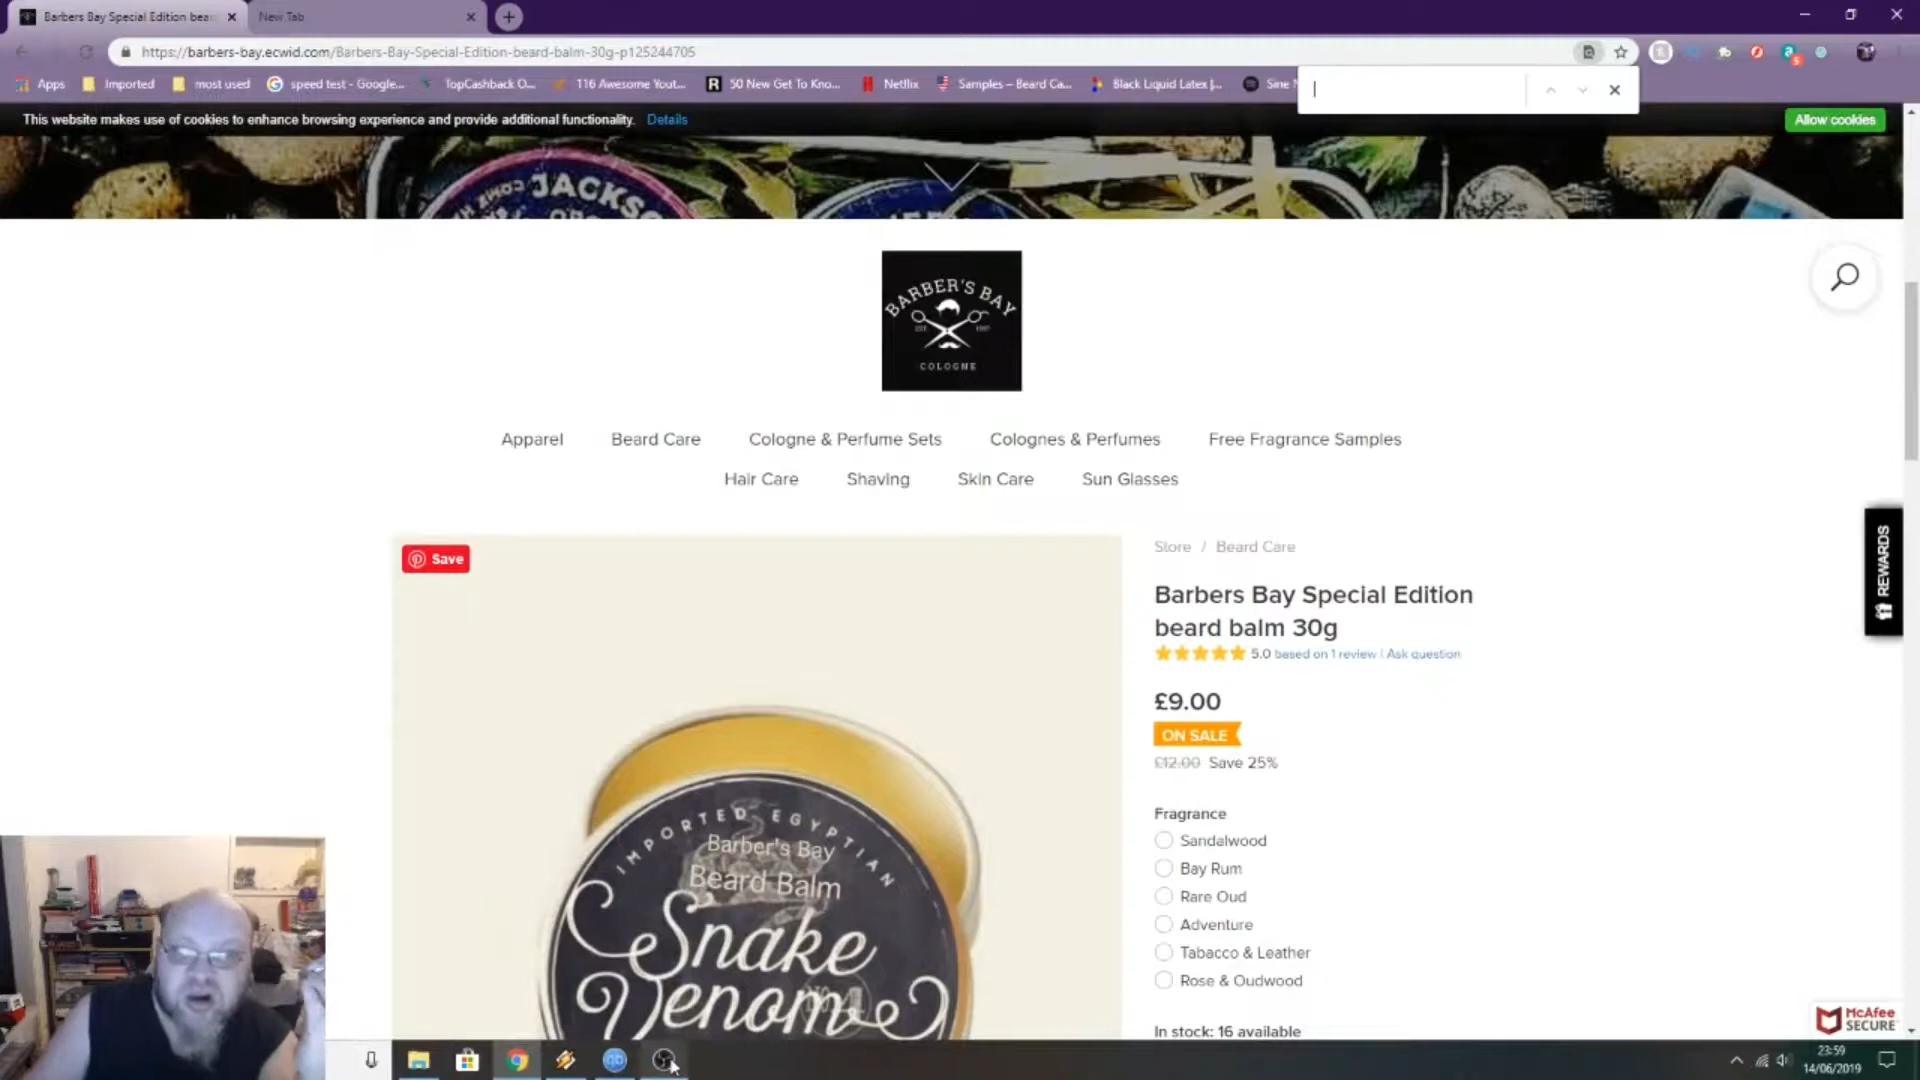 Barbers Bay Special Edition bear
New Tab
https://barbers-bay.ecwid.com/Barbers-Bay-Special-Edition-beard-balm-30g-p125244705
Apps
Imported
most used
speed test - Google...
TopCashback O...
116 Awesome Yout...
50 New Get To Kno...
Netflix
Samples – Beard Ca...
Black Liquid Latex |...
Sine
This website makes use of cookies to enhance browsing experience and provide additional functionality. Details
Allow cookies
JACKS
BARBER'S BAY
COLOGNE
Apparel
Beard Care
Cologne & Perfume Sets
Colognes & Perfumes
Free Fragrance Samples
Hair Care
Shaving
Skin Care
Sun Glasses
Save
Store / Beard Care
Barbers Bay Special Edition
beard balm 30g
5.0 based on 1 review | Ask question
£9.00
ON SALE
£12.00 Save 25%
Fragrance
Sandalwood
Bay Rum
Rare Oud
Adventure
Tabacco & Leather
Rose & Oudwood
In stock: 16 available
REWARDS
IMPORTED EGYPTIAN
Barber's Bay
Beard Balm
Snake
Venom
McAfee
SECURE
23:59
14/06/2019